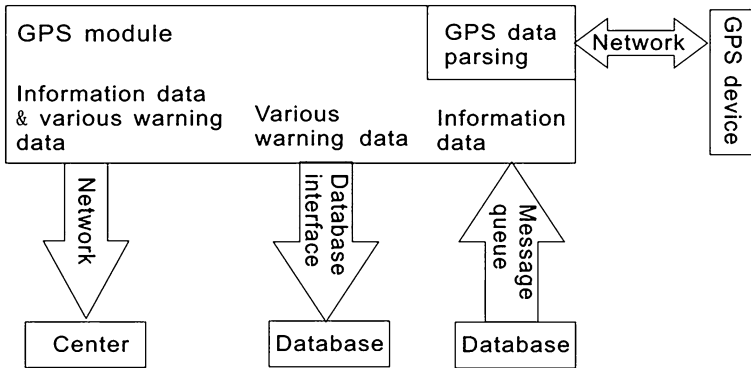 GPS module
GPS data
parsing
Network
GPS device
Information data
& various warning
data
Various
warning data
Information
data
Network
Database
interface
Message
queue
Center
Database
Database